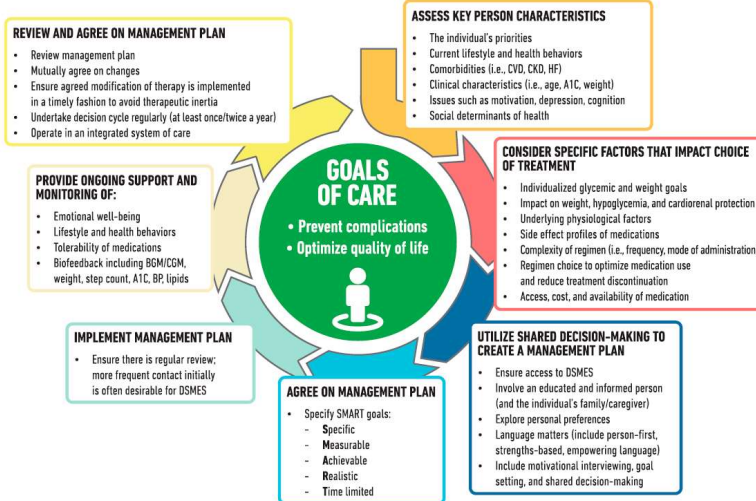 GOALS
OF CARE
• Prevent complications
• Optimize quality of life
ASSESS KEY PERSON CHARACTERISTICS
• The individual's priorities
• Current lifestyle and health behaviors
• Comorbidities (i.e., CVD, CKD, HF)
• Clinical characteristics (i.e., age, A1C, weight)
• Issues such as motivation, depression, cognition
• Social determinants of health
CONSIDER SPECIFIC FACTORS THAT IMPACT CHOICE
OF TREATMENT
• Individualized glycemic and weight goals
• Impact on weight, hypoglycemia, and cardiorenal protection
• Underlying physiological factors
• Side effect profiles of medications
• Complexity of regimen (i.e., frequency, mode of administration
• Regimen choice to optimize medication use
and reduce treatment discontinuation
• Access, cost, and availability of medication
UTILIZE SHARED DECISION-MAKING TO
CREATE A MANAGEMENT PLAN
• Ensure access to DSMES
• Involve an educated and informed person
(and the individual's family/caregiver)
• Explore personal preferences
• Language matters (include person-first,
strengths-based, empowering language)
• Include motivational interviewing, goal
setting, and shared decision-making
AGREE ON MANAGEMENT PLAN
• Specify SMART goals:
- Specific
- Measurable
- Achievable
- Realistic
- Time limited
IMPLEMENT MANAGEMENT PLAN
• Ensure there is regular review;
more frequent contact initially
is often desirable for DSMES
PROVIDE ONGOING SUPPORT AND
MONITORING OF:
• Emotional well-being
• Lifestyle and health behaviors
• Tolerability of medications
• Biofeedback including BGM/CGM,
weight, step count, A1C, BP, lipids
REVIEW AND AGREE ON MANAGEMENT PLAN
• Review management plan
• Mutually agree on changes
• Ensure agreed modification of therapy is implemented
in a timely fashion to avoid therapeutic inertia
• Undertake decision cycle regularly (at least once/twice a year)
• Operate in an integrated system of care